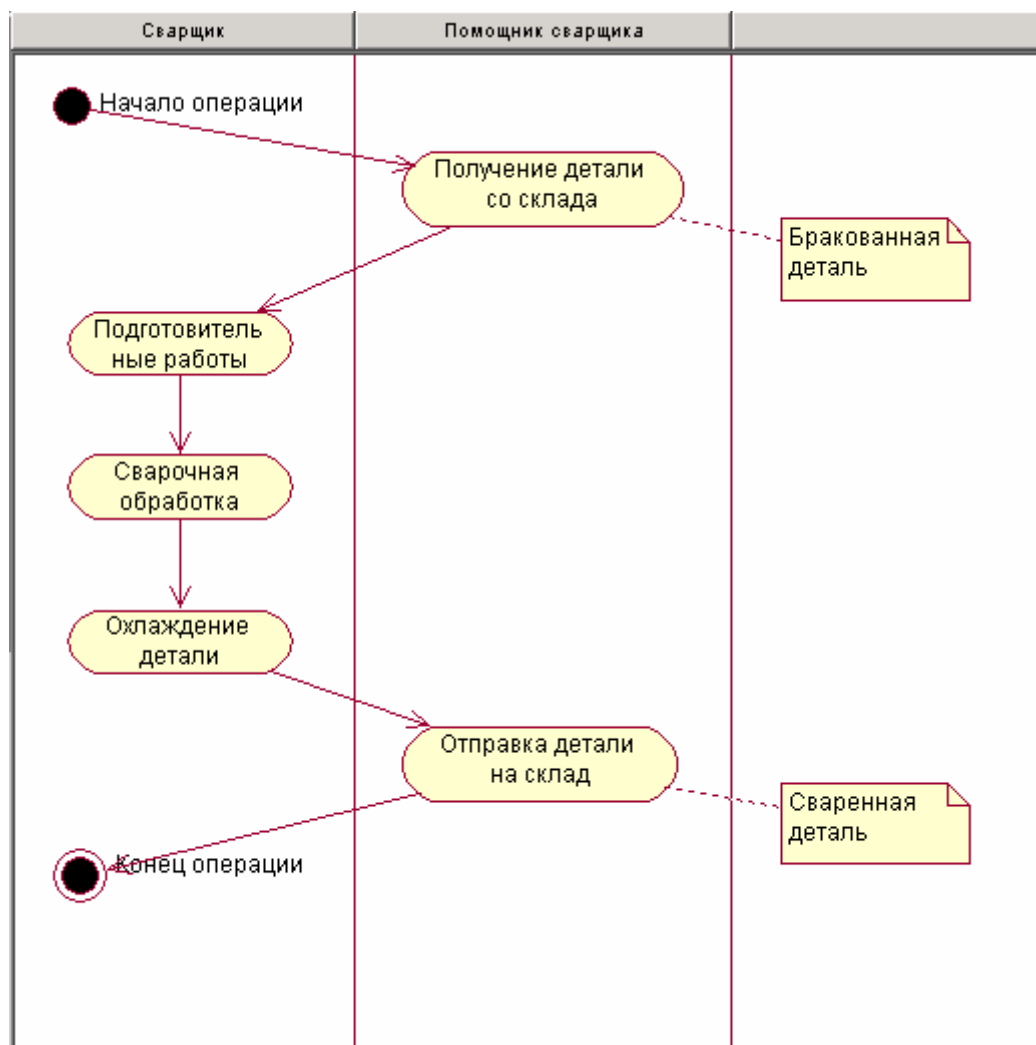 Сварщик
Помощник сварщика
Начало операции
Получение детали
со склада
Бракованная
деталь
Подготовитель
ные работы
Сварочная
обработка
Охлаждение
детали
Отправка детали
на склад
Сваренная
деталь
Конец операции